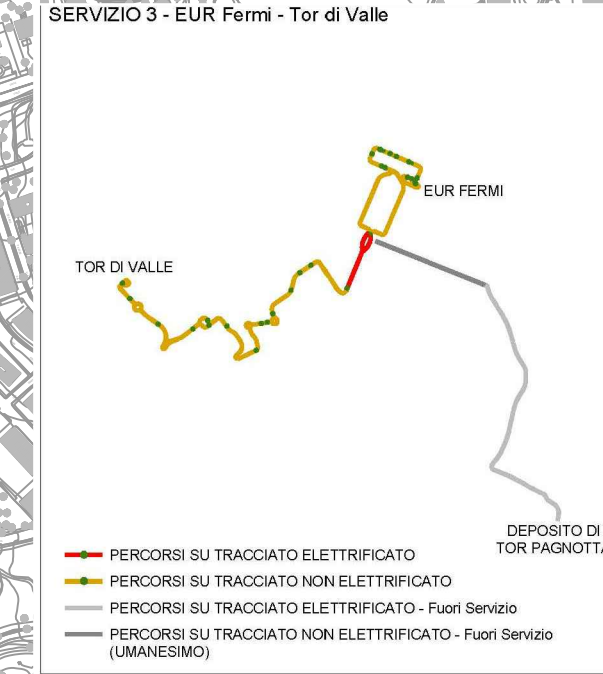 SERVIZIO 3 - EUR Fermi - Tor di Valle
EUR FERMI
TOR DI VALLE
DEPOSITO DI
TOR PAGNOTTA
PERCORSI SU TRACCIATO ELETTRIFICATO
PERCORSI SU TRACCIATO NON ELETTRIFICATO
PERCORSI SU TRACCIATO ELETTRIFICATO - Fuori Servizio
PERCORSI SU TRACCIATO NON ELETTRIFICATO - Fuori Servizio
(UMANESIMO)